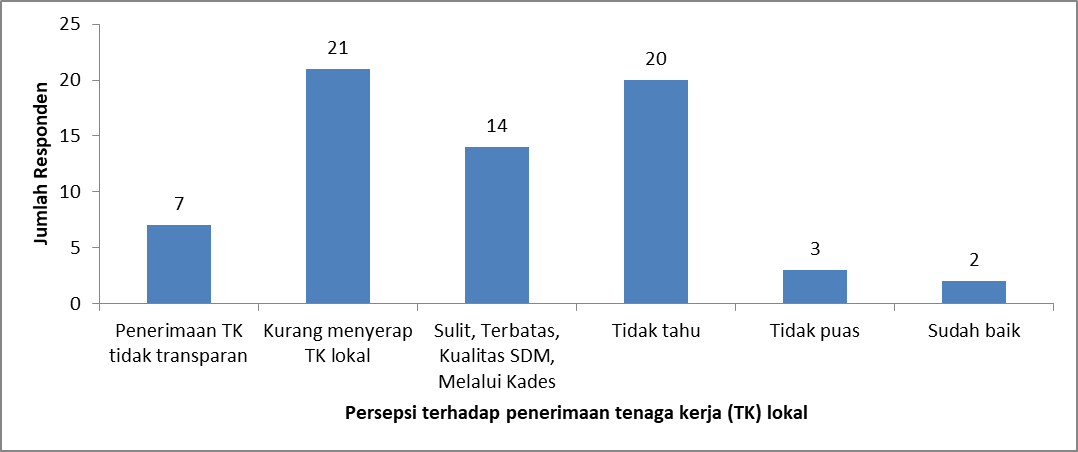 25
20
15
10
5
0
Jumlah Responden
7
21
14
20
3
2
Penerimaan TK
tidak transparan
Kurang menyerap
TK lokal
Sulit, Terbatas,
Kualitas SDM,
Melalui Kades
Tidak tahu
Tidak puas
Sudah baik
Persepsi terhadap penerimaan tenaga kerja (TK) lokal